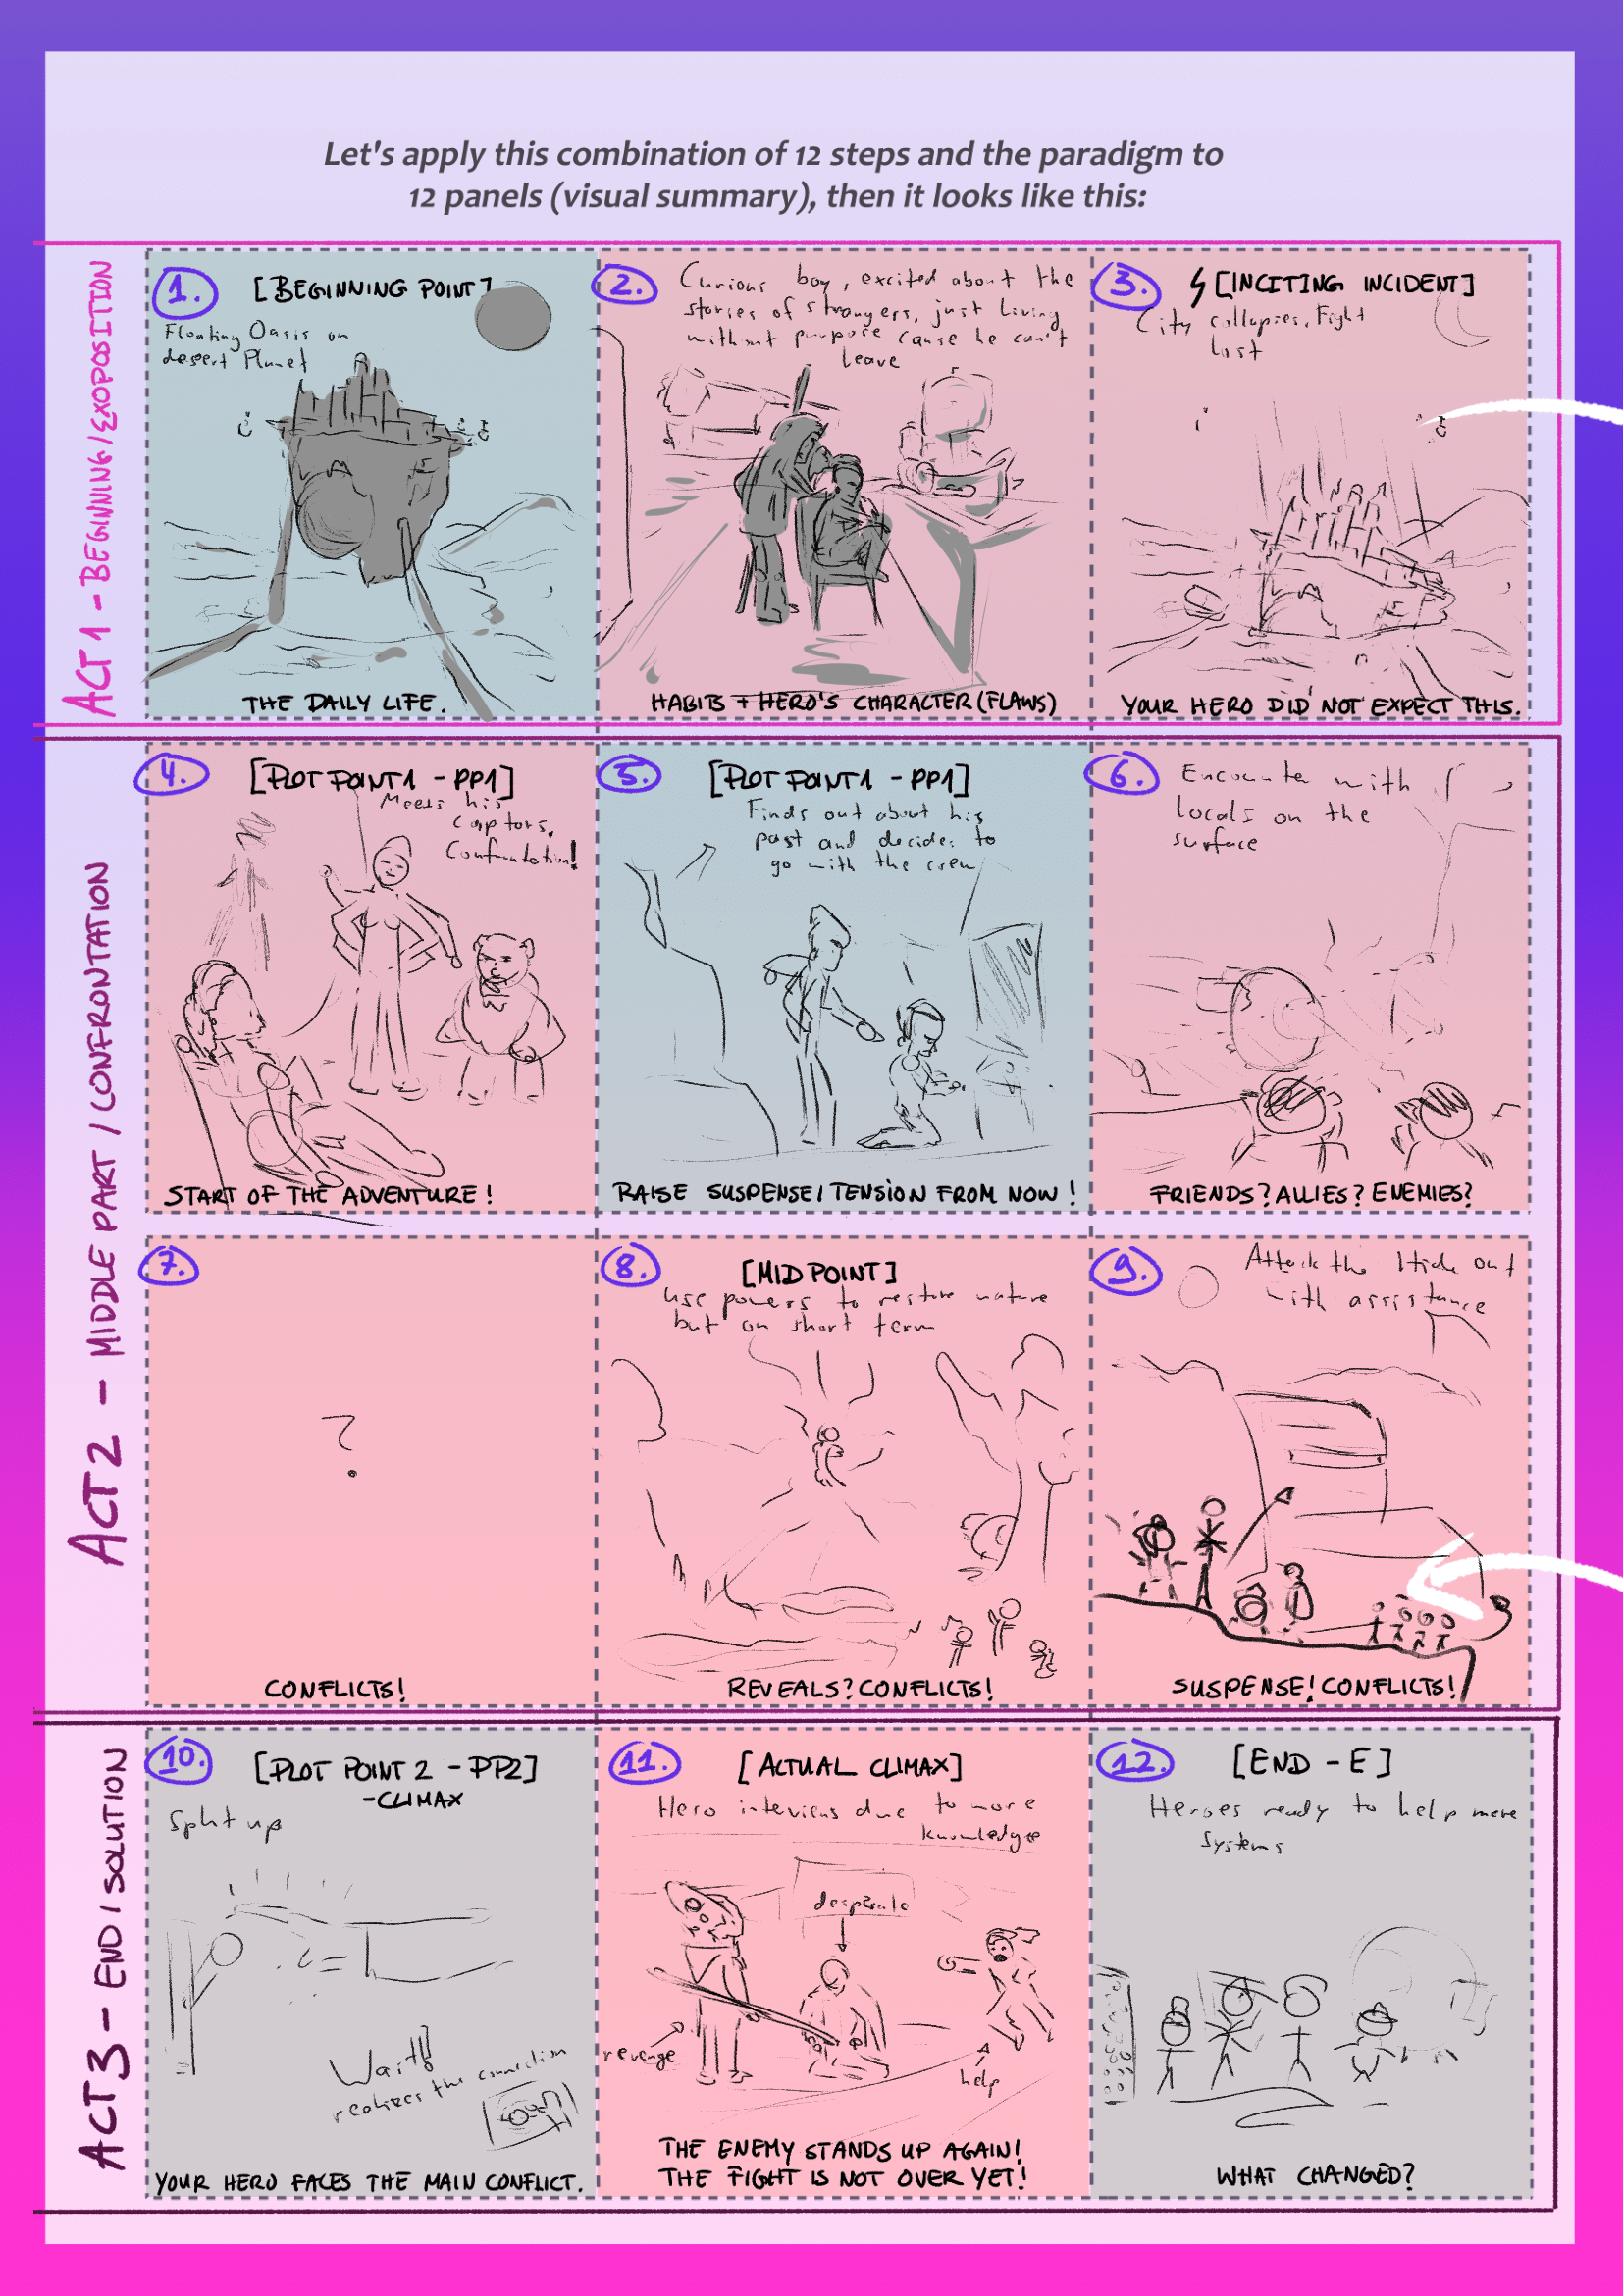 Let's apply this combination of 12 steps and the paradigm to
12 panels (visual summary), then it looks like this:
ACT 1 - BEGINNING / EXOPOSITION
1.
[BEGINNING POINT]
Floating Oasis on
desert Planet
THE DAILY LIFE.
2.
Curious boy, excited about the
stories of strangers, just living
without purpose cause he can't
leave
HABITS + HERO'S CHARACTER (FLAWS)
3.
[INCITING INCIDENT]
City collapses, Fight
lost
YOUR HERO DID NOT EXPECT THIS.
ACT 2 - MIDDLE PART / CONFRONTATION
4.
[PLOT POINT 1 - PP1]
Meets his
captors.
Confrontation!
START OF THE ADVENTURE!
5.
[PLOT POINT 1 - PP1]
Finds out about his
past and decides to
go with the crew
RAISE SUSPENSE / TENSION FROM NOW!
6.
Encounter with
locals on the
surface
FRIENDS? ALLIES? ENEMIES?
7.
?
CONFLICTS!
8.
[MIDPOINT]
use powers to restore nature
but on short term
REVEALS? CONFLICTS!
9.
Attack the Hide out
with assistance
SUSPENSE! CONFLICTS!
ACT 3 - END / SOLUTION
10.
[PLOT POINT 2 - PP2]
-CLIMAX
Split up
Wait!
realizes the connection
YOUR HERO FACES THE MAIN CONFLICT.
11.
[ACTUAL CLIMAX]
Hero interviens due to more
knowledge
desperate
revenge
help
THE ENEMY STANDS UP AGAIN!
THE FIGHT IS NOT OVER YET!
12.
[END - E]
Heroes ready to help more
systems
WHAT CHANGED?